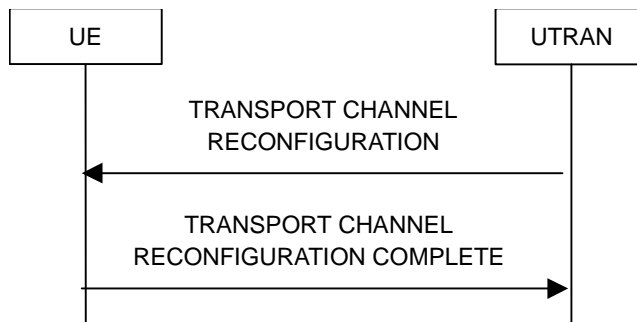 UE
UTRAN
TRANSPORT CHANNEL
RECONFIGURATION
TRANSPORT CHANNEL
RECONFIGURATION COMPLETE